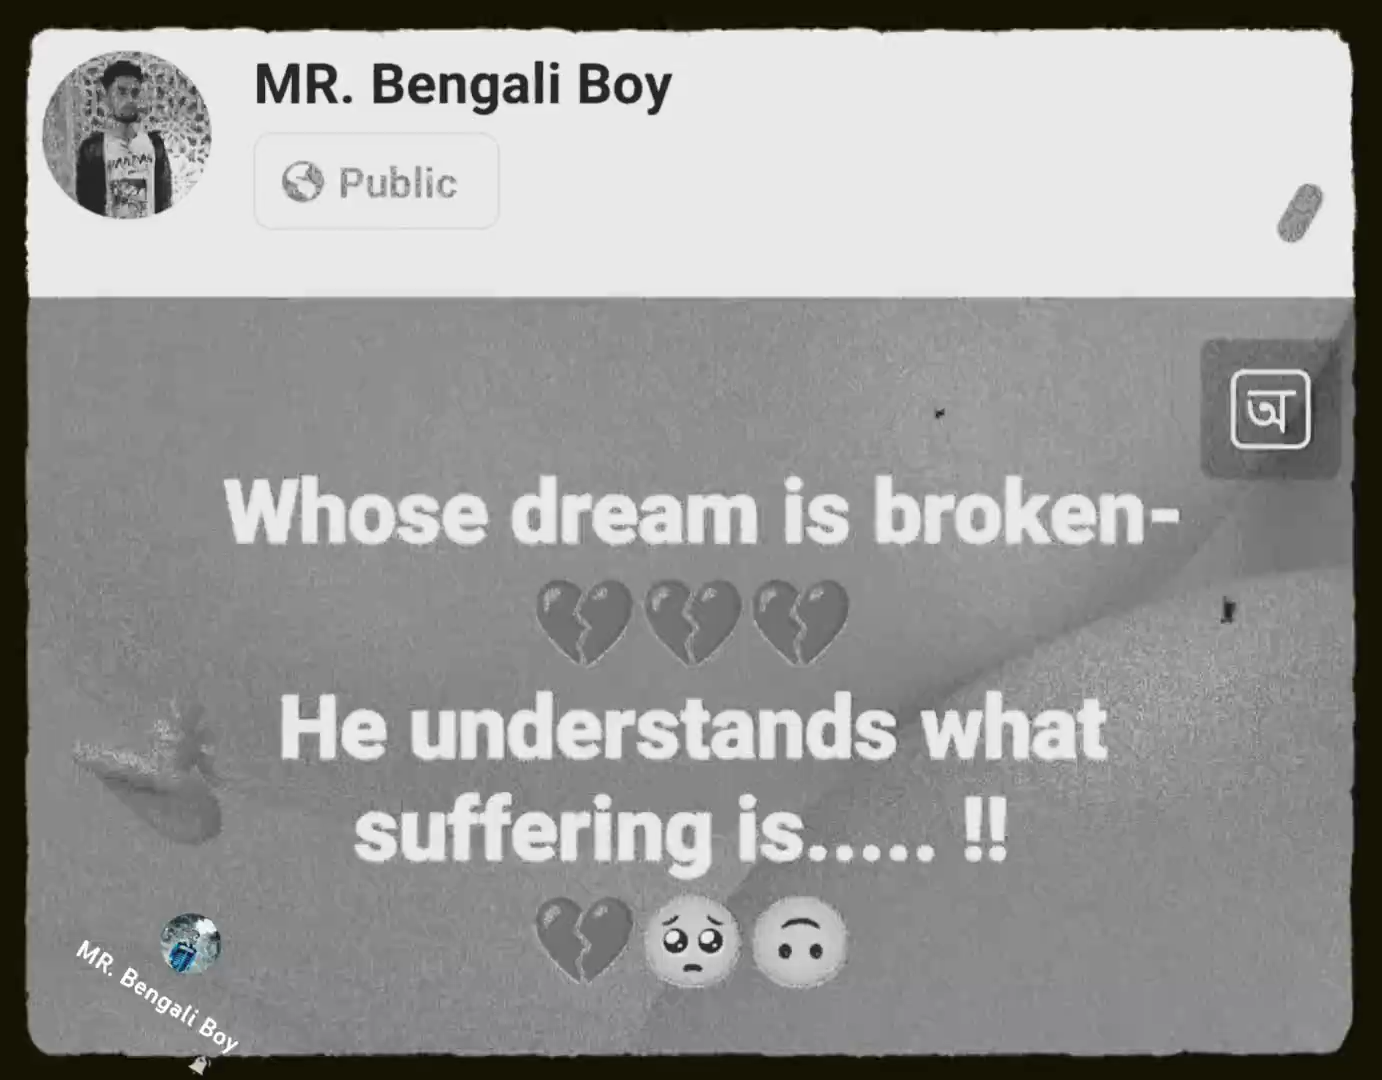 MR. Bengali Boy
Public
অ
Whose dream is broken-
💔💔💔
He understands what
suffering is..... !!
💔🥺🙃
MR. Bengali Boy